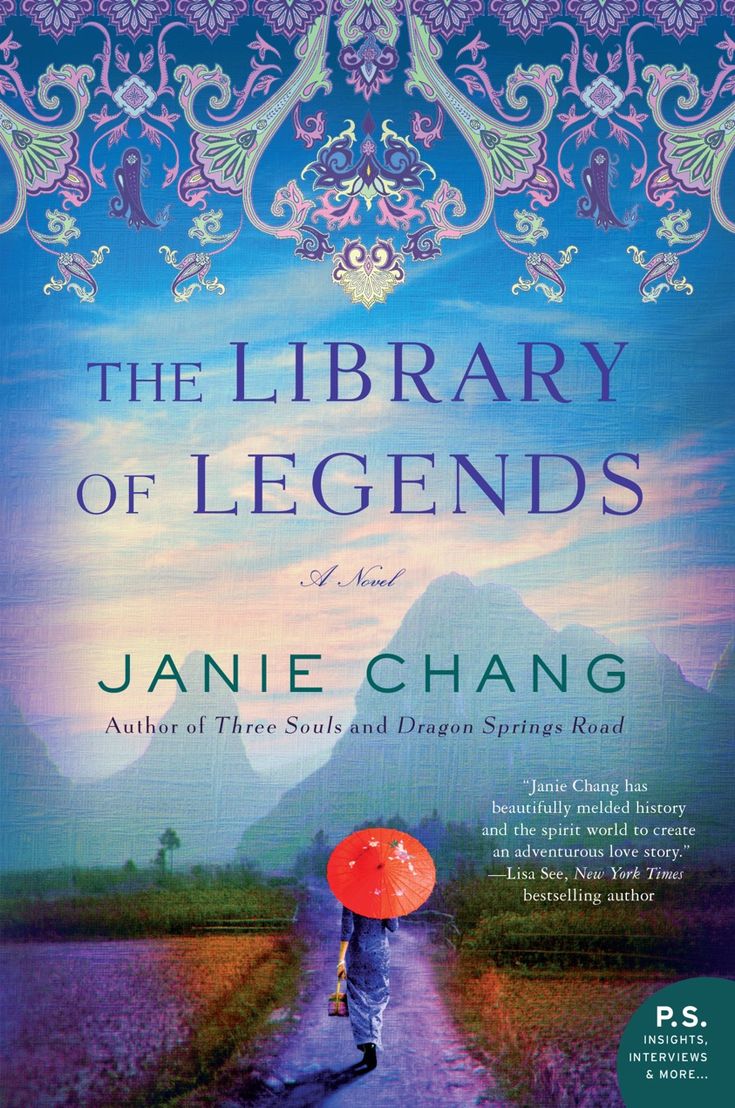 THE LIBRARY
OF LEGENDS
A Novel
JANIE CHANG
Author of Three Souls and Dragon Springs Road
“Janie Chang has
beautifully melded history
and the spirit world to create
an adventurous love story.”
—Lisa See, New York Times
bestselling author
P.S.
INSIGHTS,
INTERVIEWS
& MORE...